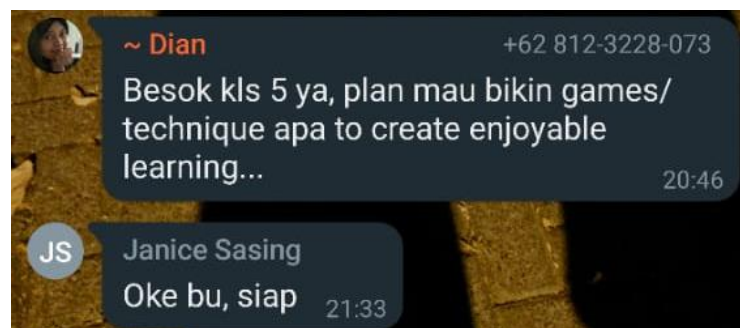 ~ Dian +62 812-3228-073
Besok kls 5 ya, plan mau bikin games/
technique apa to create enjoyable
learning...
20:46
JS
Janice Sasing
Oke bu, siap 21:33